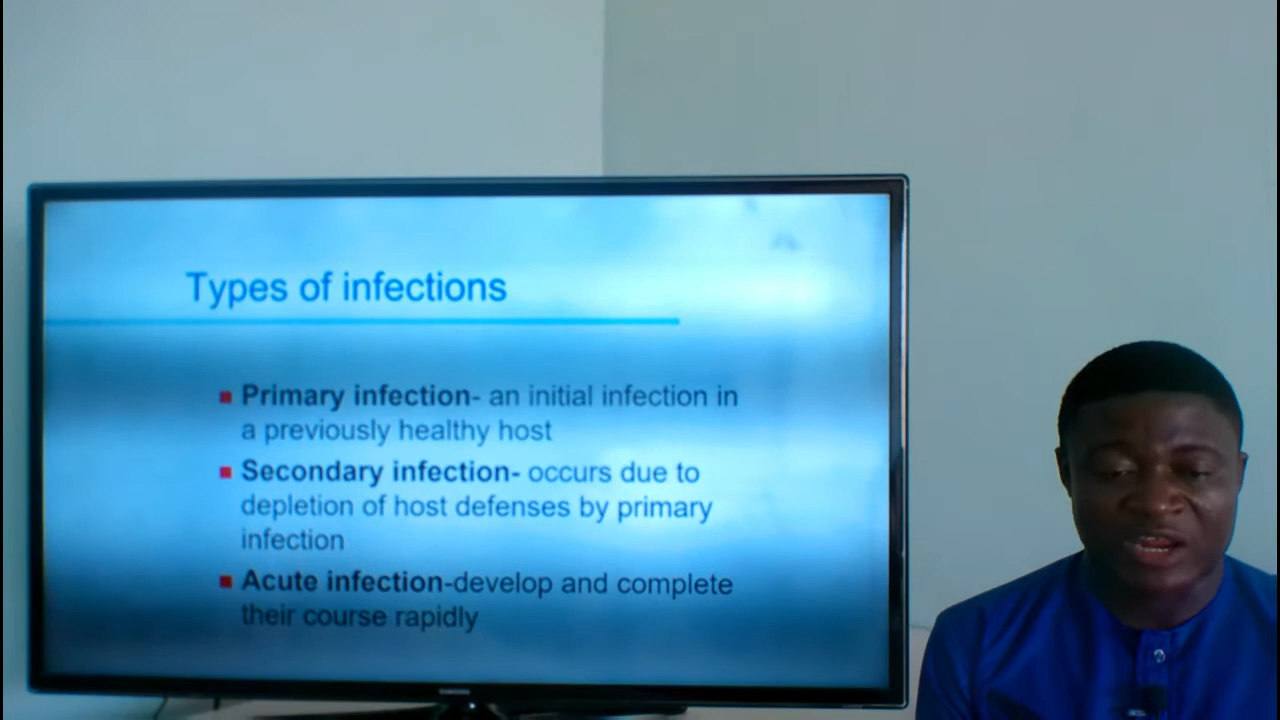 Types of infections
Primary infection- an initial infection in
a previously healthy host
Secondary infection- occurs due to
depletion of host defenses by primary
infection
Acute infection-develop and complete
their course rapidly
SAMSUNG